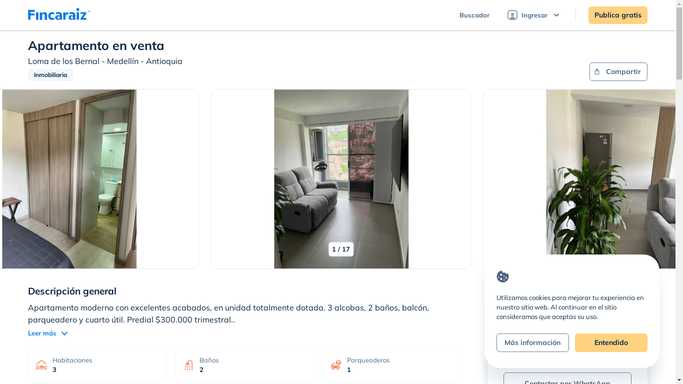 Fincaraiz
Buscador
Ingresar
Publica gratis
Apartamento en venta
Loma de los Bernal - Medellín - Antioquia
Inmobiliaria
Compartir
1 / 17
Descripción general
Apartamento moderno con excelentes acabados, en unidad totalmente dotada. 3 alcobas, 2 baños, balcón,
parqueadero y cuarto útil. Predial $300.000 trimestral...
Leer más
Habitaciones
3
Baños
2
Parqueaderos
1
Utilizamos cookies para mejorar tu experiencia en
nuestro sitio web. Al continuar en el sitio
consideramos que aceptas su uso.
Más información
Entendido
Contactar por WhatsApp